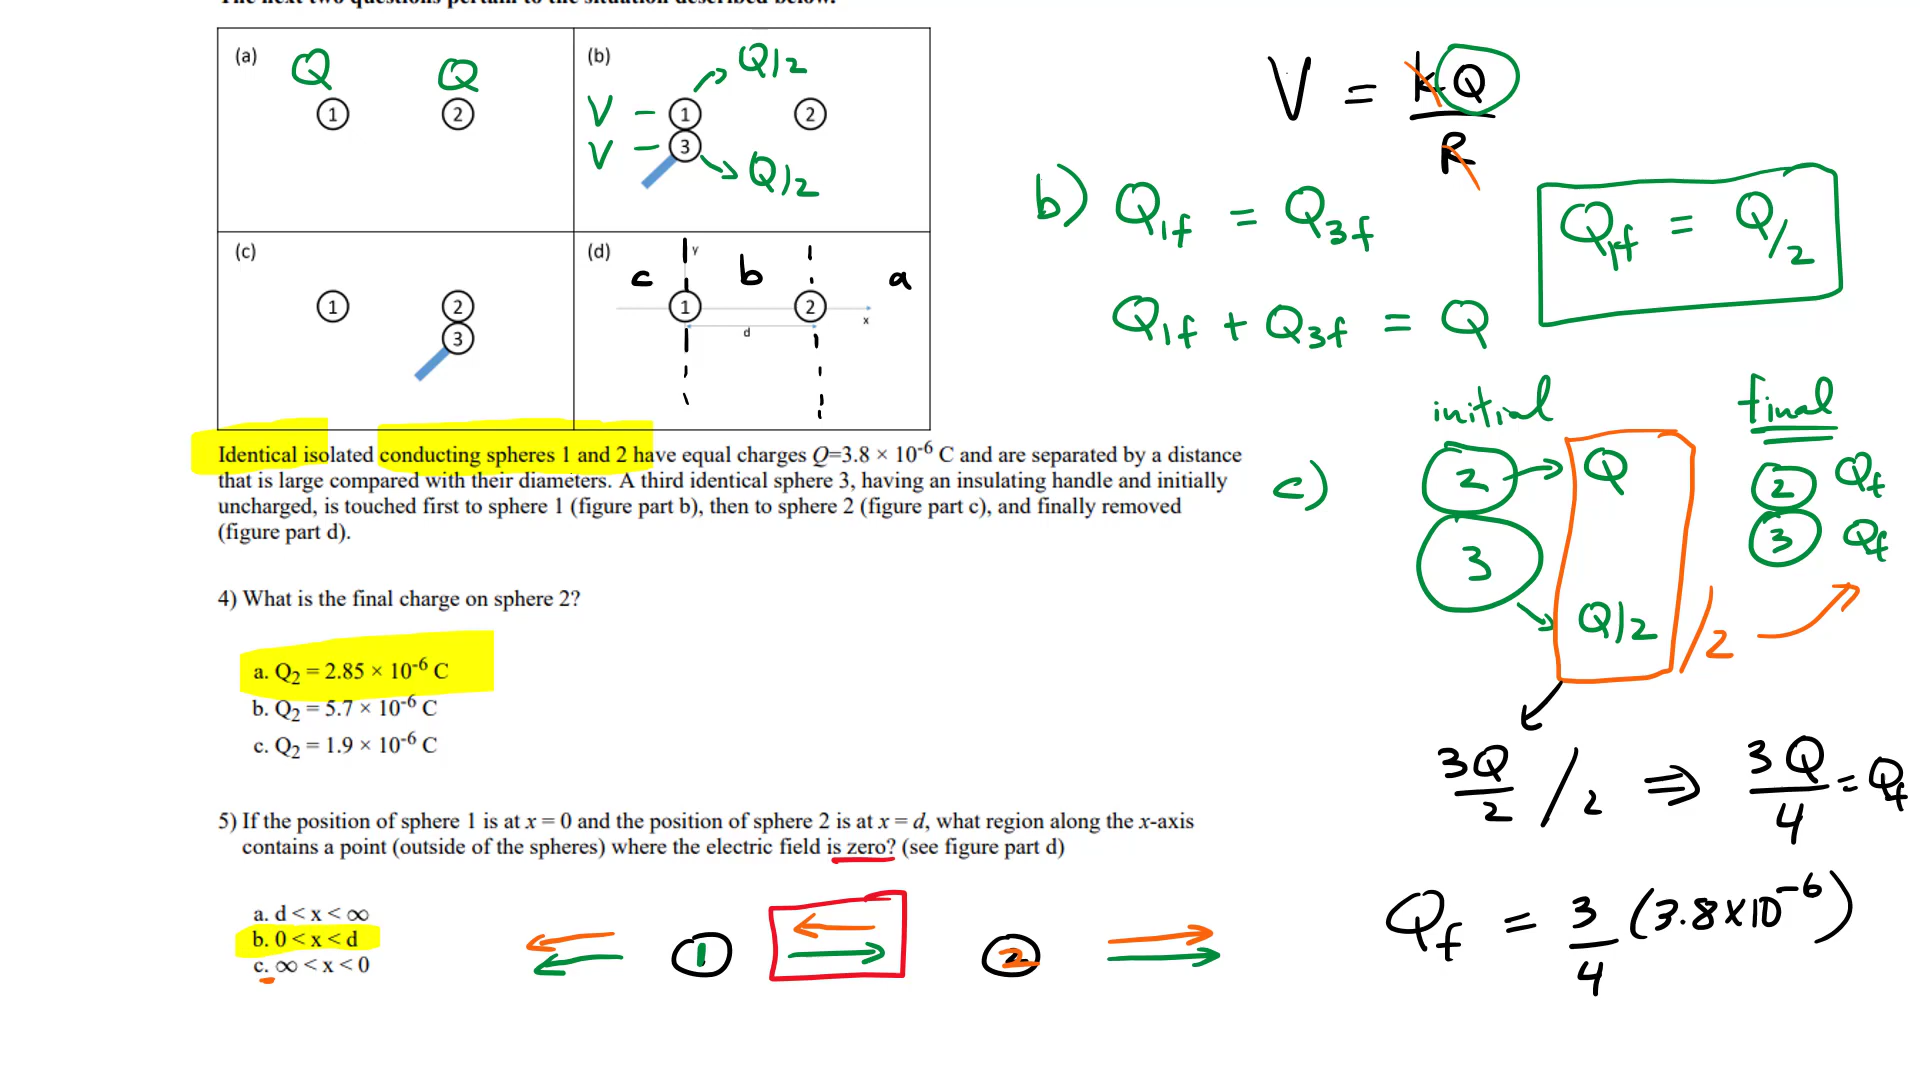 The next two questions pertain to the situation described below.
(a) Q Q
1 2
(b) Q/2
V = 1 2
V = 3
Q/2
(c)
1 2
3
(d) y
c b a
1 2
d x
Identical isolated conducting spheres 1 and 2 have equal charges Q=3.8 × 10-6 C and are separated by a distance
that is large compared with their diameters. A third identical sphere 3, having an insulating handle and initially
uncharged, is touched first to sphere 1 (figure part b), then to sphere 2 (figure part c), and finally removed
(figure part d).
4) What is the final charge on sphere 2?
a. Q2 = 2.85 × 10-6 C
b. Q2 = 5.7 × 10-6 C
c. Q2 = 1.9 × 10-6 C
5) If the position of sphere 1 is at x = 0 and the position of sphere 2 is at x = d, what region along the x-axis
contains a point (outside of the spheres) where the electric field is zero? (see figure part d)
a. d < x < ∞
b. 0 < x < d
c. ∞ < x < 0
1 2
V = kQ
R
b) Q1f = Q3f
Q1f + Q3f = Q
Q1f = Q/2
initial final
c) 2 → Q
3 Q/2
/2
2 Qf
3 Qf
3Q/2 / 2 ⇒ 3Q/4 = Qf
Qf = 3/4 (3.8×10-6)